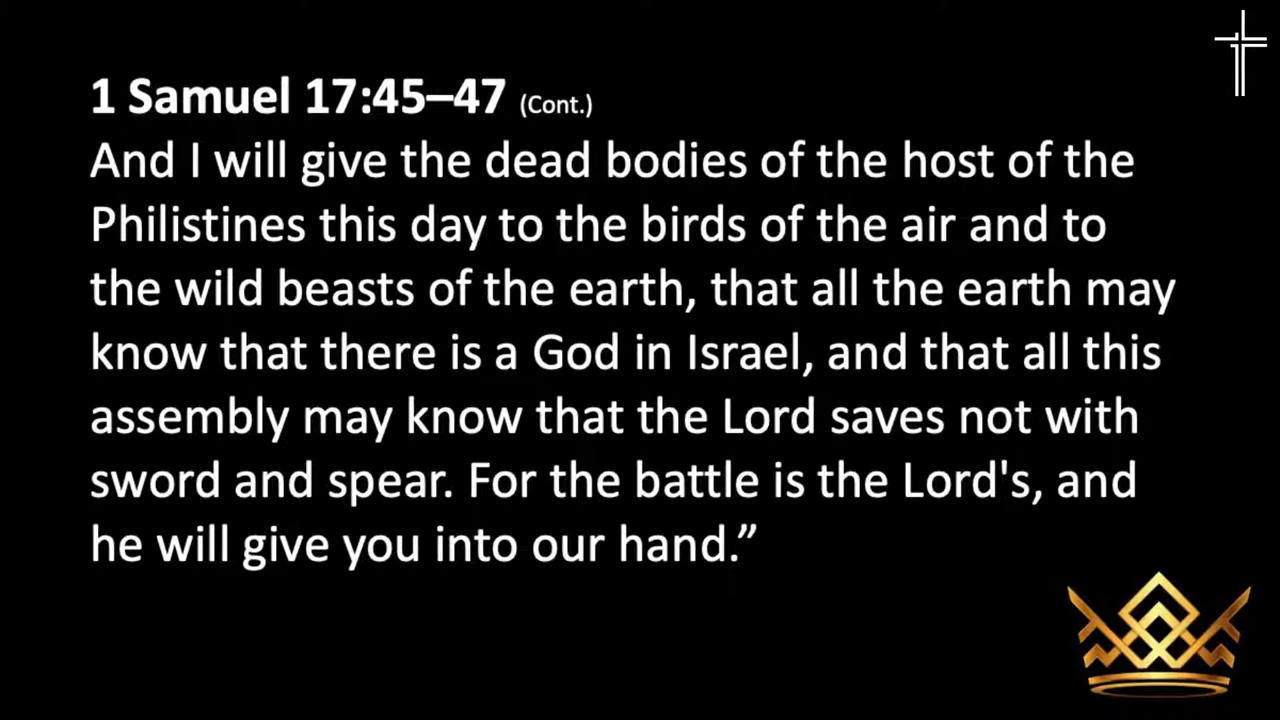 1 Samuel 17:45–47 (Cont.)
And I will give the dead bodies of the host of the
Philistines this day to the birds of the air and to
the wild beasts of the earth, that all the earth may
know that there is a God in Israel, and that all this
assembly may know that the Lord saves not with
sword and spear. For the battle is the Lord's, and
he will give you into our hand.”